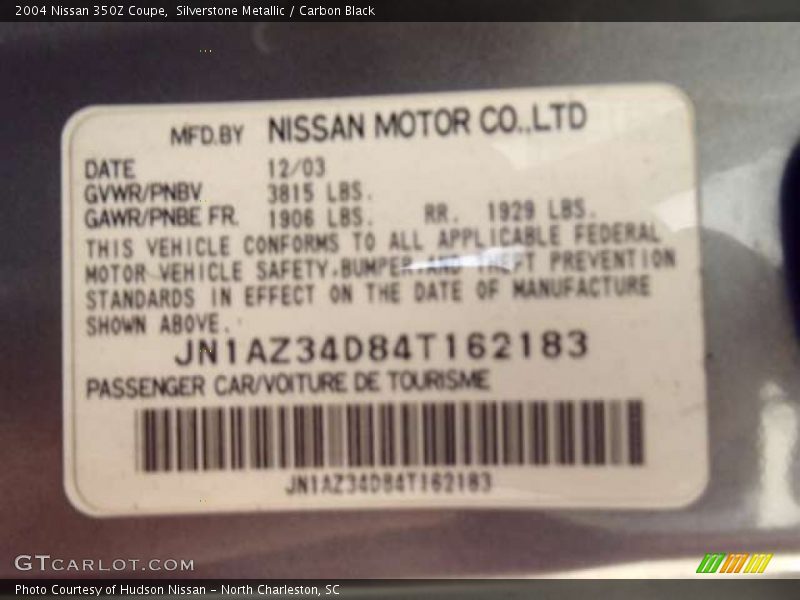 2004 Nissan 350Z Coupe,  Silverstone Metallic / Carbon Black
MFD.BY NISSAN MOTOR CO.,LTD
DATE 12/03
GVWR/PNBV 3815 LBS.
GAWR/PNBE FR. 1906 LBS. RR. 1929 LBS.
THIS VEHICLE CONFORMS TO ALL APPLICABLE FEDERAL
MOTOR VEHICLE SAFETY,BUMPER AND THEFT PREVENTION
STANDARDS IN EFFECT ON THE DATE OF MANUFACTURE
SHOWN ABOVE.
JN1AZ34D84T162183
PASSENGER CAR/VOITURE DE TOURISME
JN1AZ34D84T162183
GTCARLOT.COM
Photo Courtesy of Hudson Nissan - North Charleston, SC